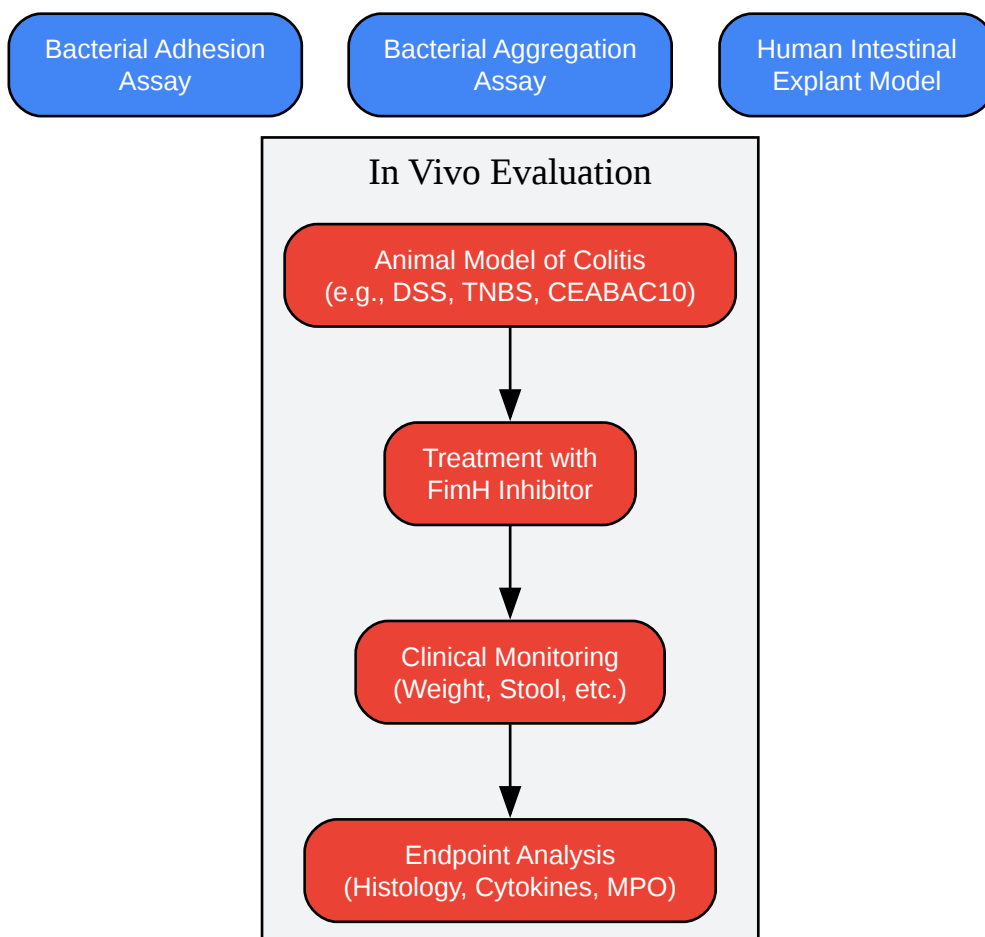 Bacterial Adhesion
Assay
Bacterial Aggregation
Assay
Human Intestinal
Explant Model
In Vivo Evaluation
Animal Model of Colitis
(e.g., DSS, TNBS, CEABAC10)
Treatment with
FimH Inhibitor
Clinical Monitoring
(Weight, Stool, etc.)
Endpoint Analysis
(Histology, Cytokines, MPO)